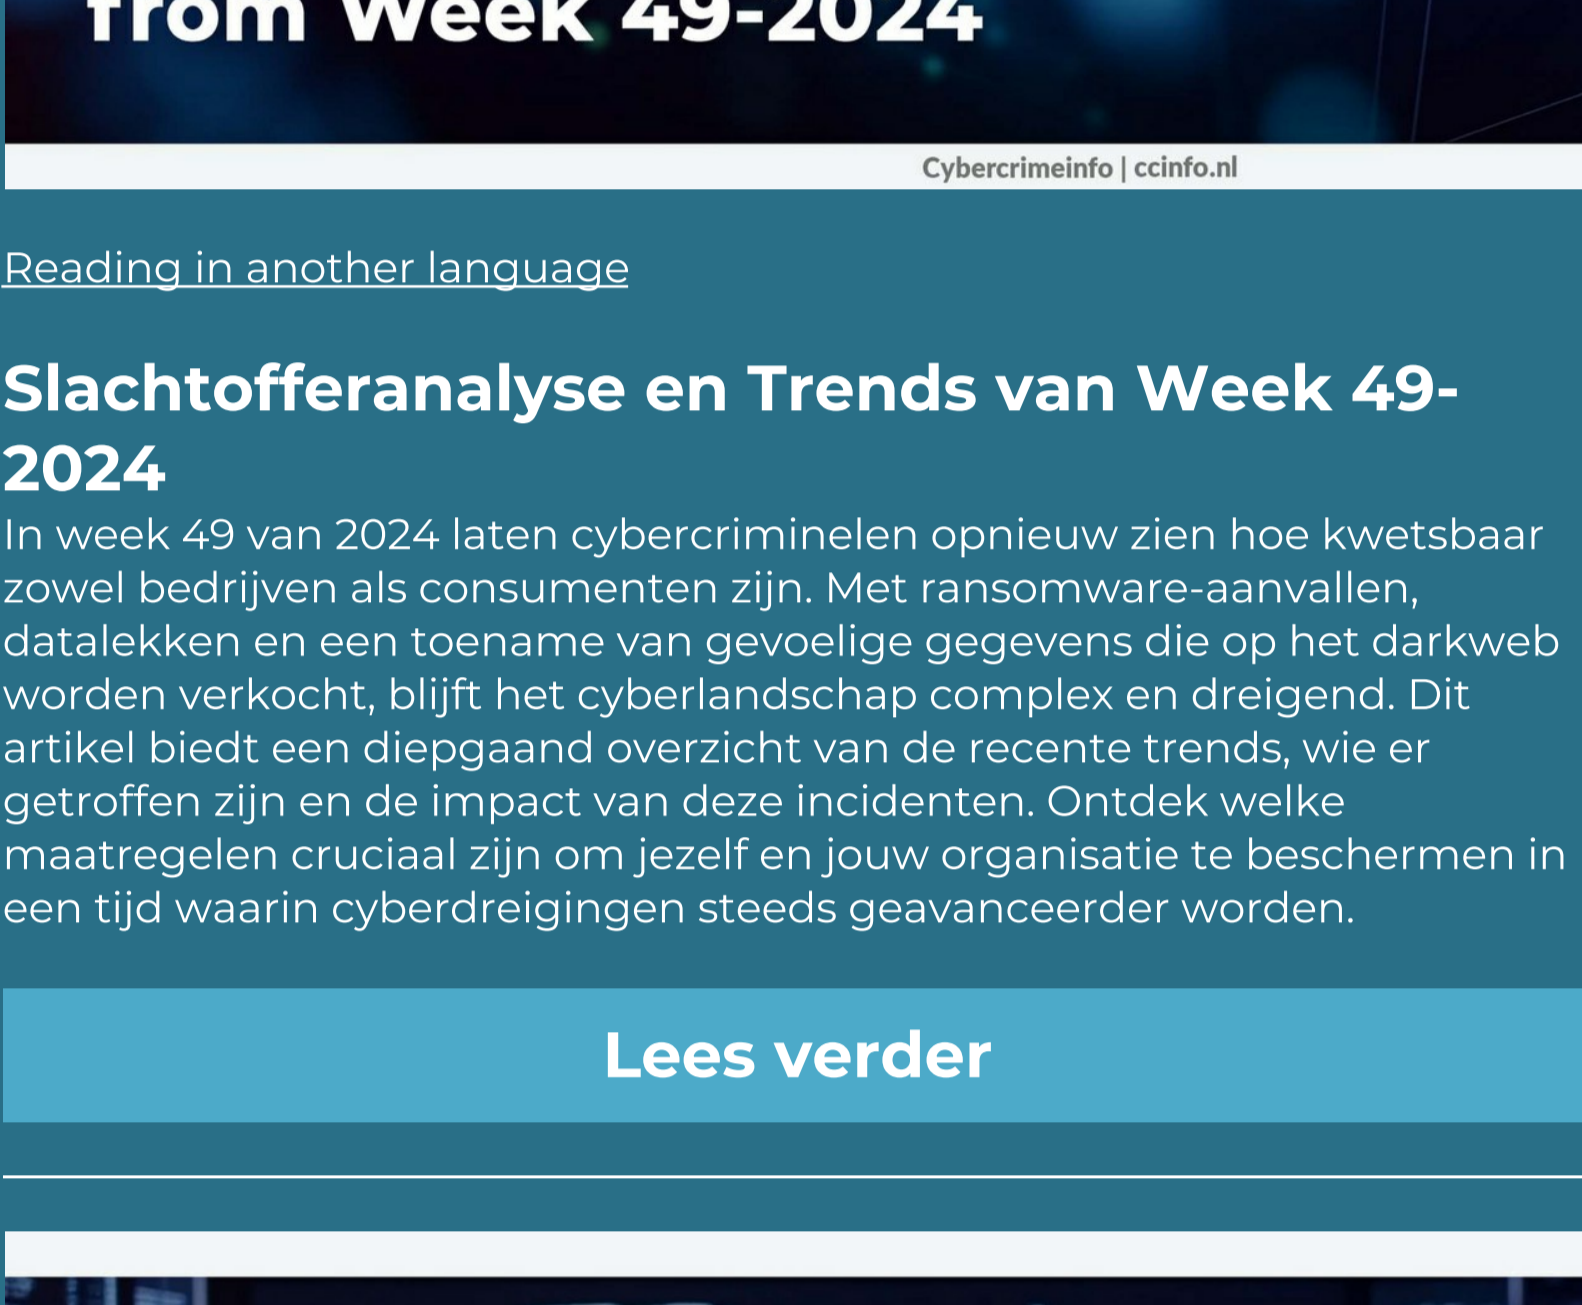 from Week 49-2024
Cybercrimeinfo | ccinfo.nl
Reading in another language
Slachtofferanalyse en Trends van Week 49-
2024
In week 49 van 2024 laten cybercriminelen opnieuw zien hoe kwetsbaar
zowel bedrijven als consumenten zijn. Met ransomware-aanvallen,
datalekken en een toename van gevoelige gegevens die op het darkweb
worden verkocht, blijft het cyberlandschap complex en dreigend. Dit
artikel biedt een diepgaand overzicht van de recente trends, wie er
getroffen zijn en de impact van deze incidenten. Ontdek welke
maatregelen cruciaal zijn om jezelf en jouw organisatie te beschermen in
een tijd waarin cyberdreigingen steeds geavanceerder worden.
Lees verder